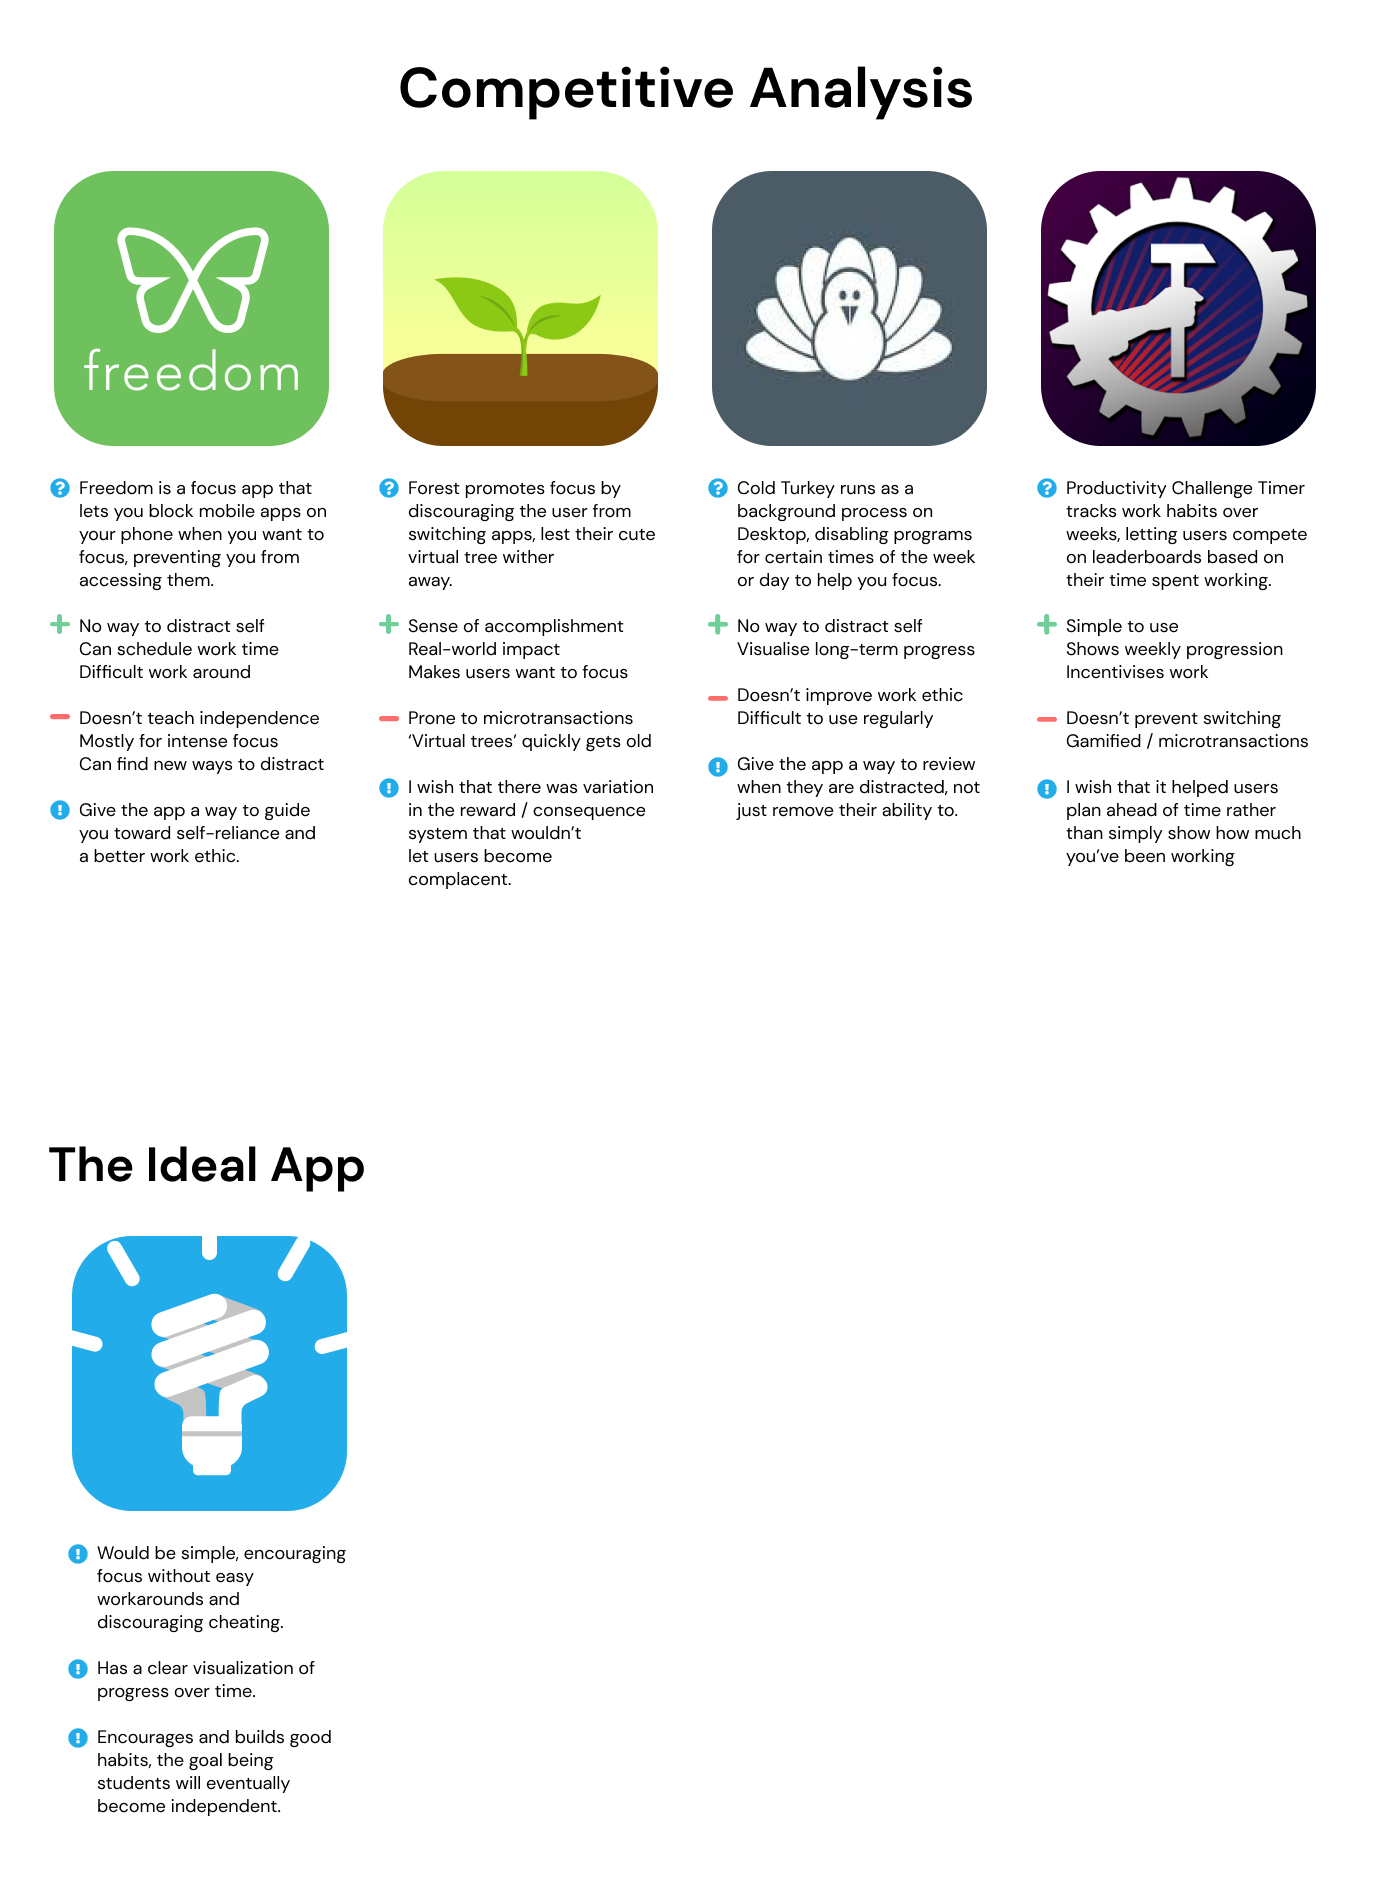 Competitive Analysis
freedom
Freedom is a focus app that
lets you block mobile apps on
your phone when you want to
focus, preventing you from
accessing them.
No way to distract self
Can schedule work time
Difficult work around
Doesn't teach independence
Mostly for intense focus
Can find new ways to distract
Give the app a way to guide
you toward self-reliance and
a better work ethic.
Forest promotes focus by
discouraging the user from
switching apps, lest their cute
virtual tree wither
away.
Sense of accomplishment
Real-world impact
Makes users want to focus
Prone to microtransactions
‘Virtual trees’ quickly gets old
I wish that there was variation
in the reward / consequence
system that wouldn't
let users become
complacent.
Cold Turkey runs as a
background process on
Desktop, disabling programs
for certain times of the week
or day to help you focus.
No way to distract self
Visualise long-term progress
Doesn't improve work ethic
Difficult to use regularly
Give the app a way to review
when they are distracted, not
just remove their ability to.
Productivity Challenge Timer
tracks work habits over
weeks, letting users compete
on leaderboards based on
their time spent working.
Simple to use
Shows weekly progression
Incentivises work
Doesn't prevent switching
Gamified / microtransactions
I wish that it helped users
plan ahead of time rather
than simply show how much
you've been working
The Ideal App
Would be simple, encouraging
focus without easy
workarounds and
discouraging cheating.
Has a clear visualization of
progress over time.
Encourages and builds good
habits, the goal being
students will eventually
become independent.